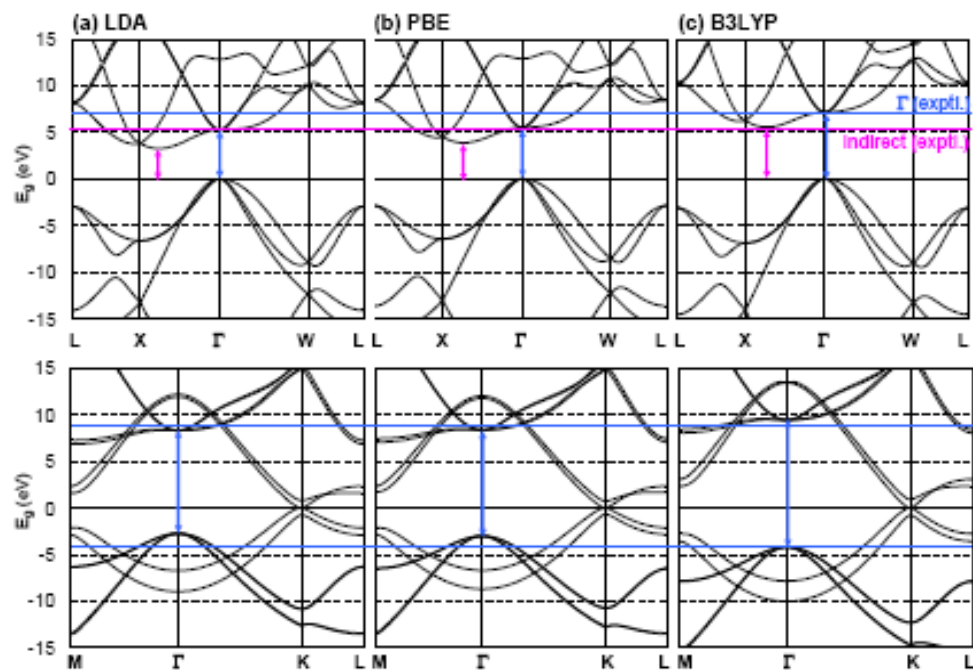 (a) LDA (b) PBE (c) B3LYP
15
10
5
0
-5
-10
-15
E_g (eV)
Γ (exptl.)
Indirect (exptl.)
L X Γ W L L X Γ W L L X Γ W L
15
10
5
0
-5
-10
-15
E_g (eV)
M Γ K L M Γ K L M Γ K L